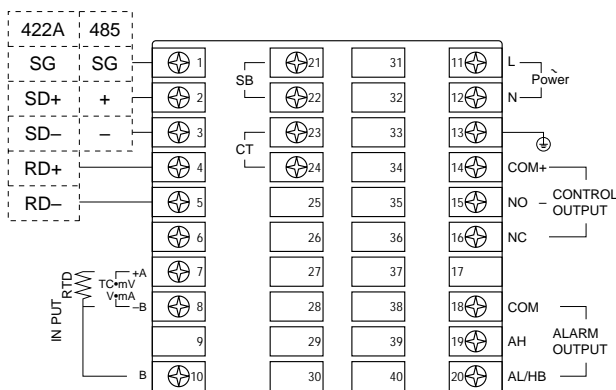 422A 485
SG SG 1 21 31 11 L
SB Power ~
SD+ + 2 22 32 12 N
SD– – 3 23 33 13
CT
RD+ 4 24 34 14 COM+
RD– 5 25 35 15 NO – CONTROL OUTPUT
6 26 36 16 NC
IN PUT RTD +A TC•mV 7 27 37 17
V•mA –B 8 28 38 18 COM
9 29 39 19 AH ALARM OUTPUT
B 10 30 40 20 AL/HB